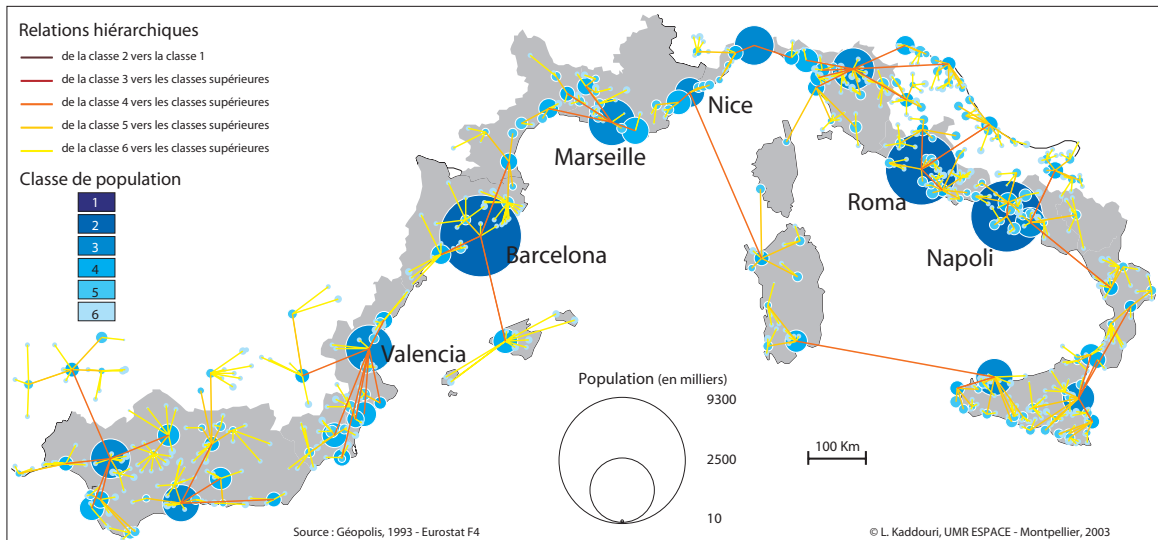 Relations hiérarchiques
de la classe 2 vers la classe 1
de la classe 3 vers les classes supérieures
de la classe 4 vers les classes supérieures
de la classe 5 vers les classes supérieures
de la classe 6 vers les classes supérieures
Classe de population
1
2
3
4
5
6
Nice
Marseille
Roma
Barcelona
Napoli
Valencia
Population (en milliers)
9300
2500
10
100 Km
Source : Géopolis, 1993 - Eurostat F4
© L. Kaddouri, UMR ESPACE - Montpellier, 2003